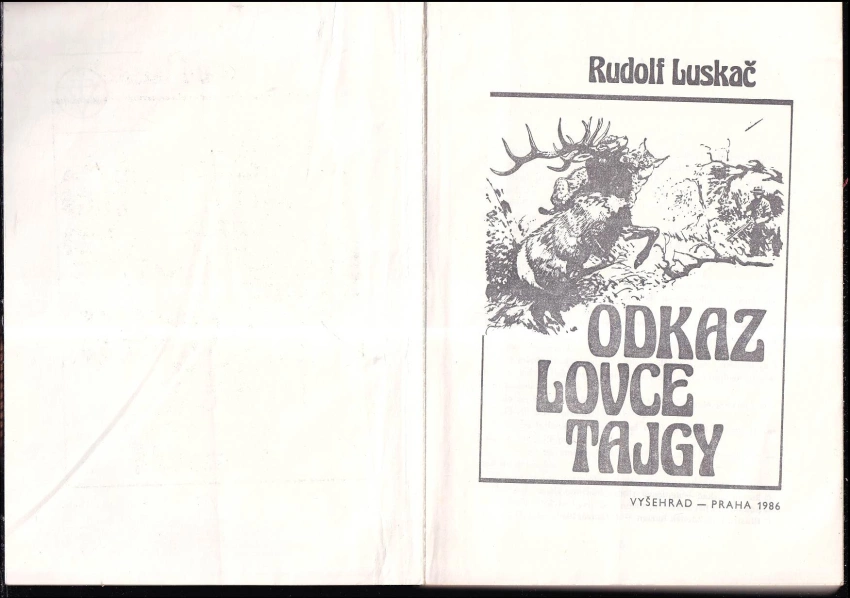 Rudolf Luskač
ODKAZ
LOVCE
TAJGY
VYŠEHRAD — PRAHA 1986